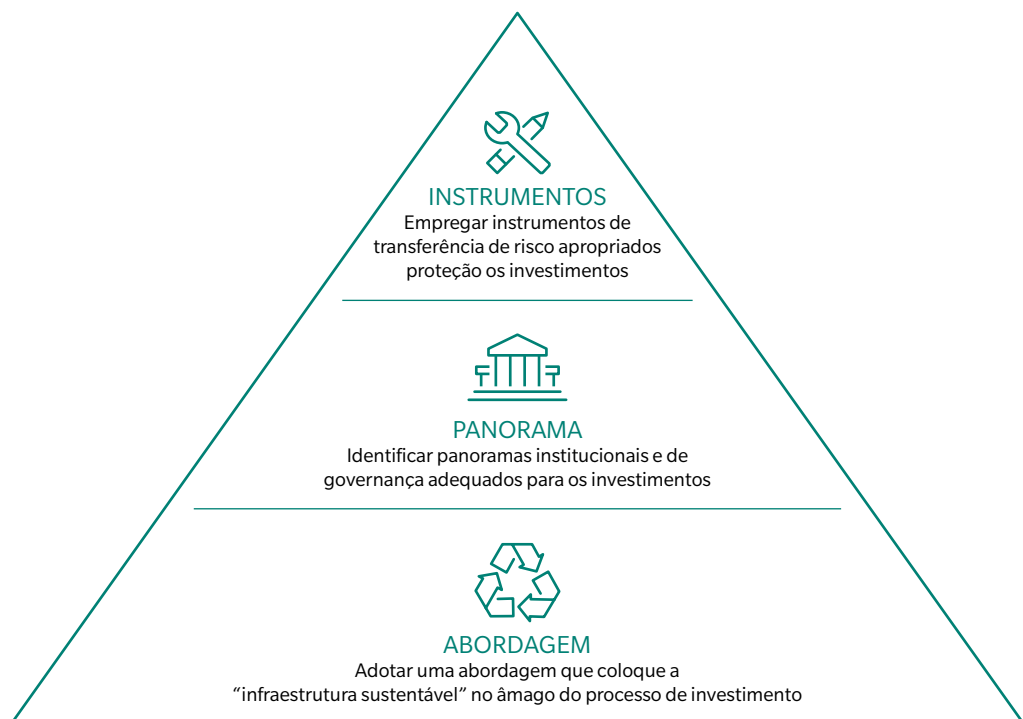 INSTRUMENTOS
Empregar instrumentos de
transferência de risco apropriados
proteção os investimentos
PANORAMA
Identificar panoramas institucionais e de
governança adequados para os investimentos
ABORDAGEM
Adotar uma abordagem que coloque a
“infraestrutura sustentável” no âmago do processo de investimento